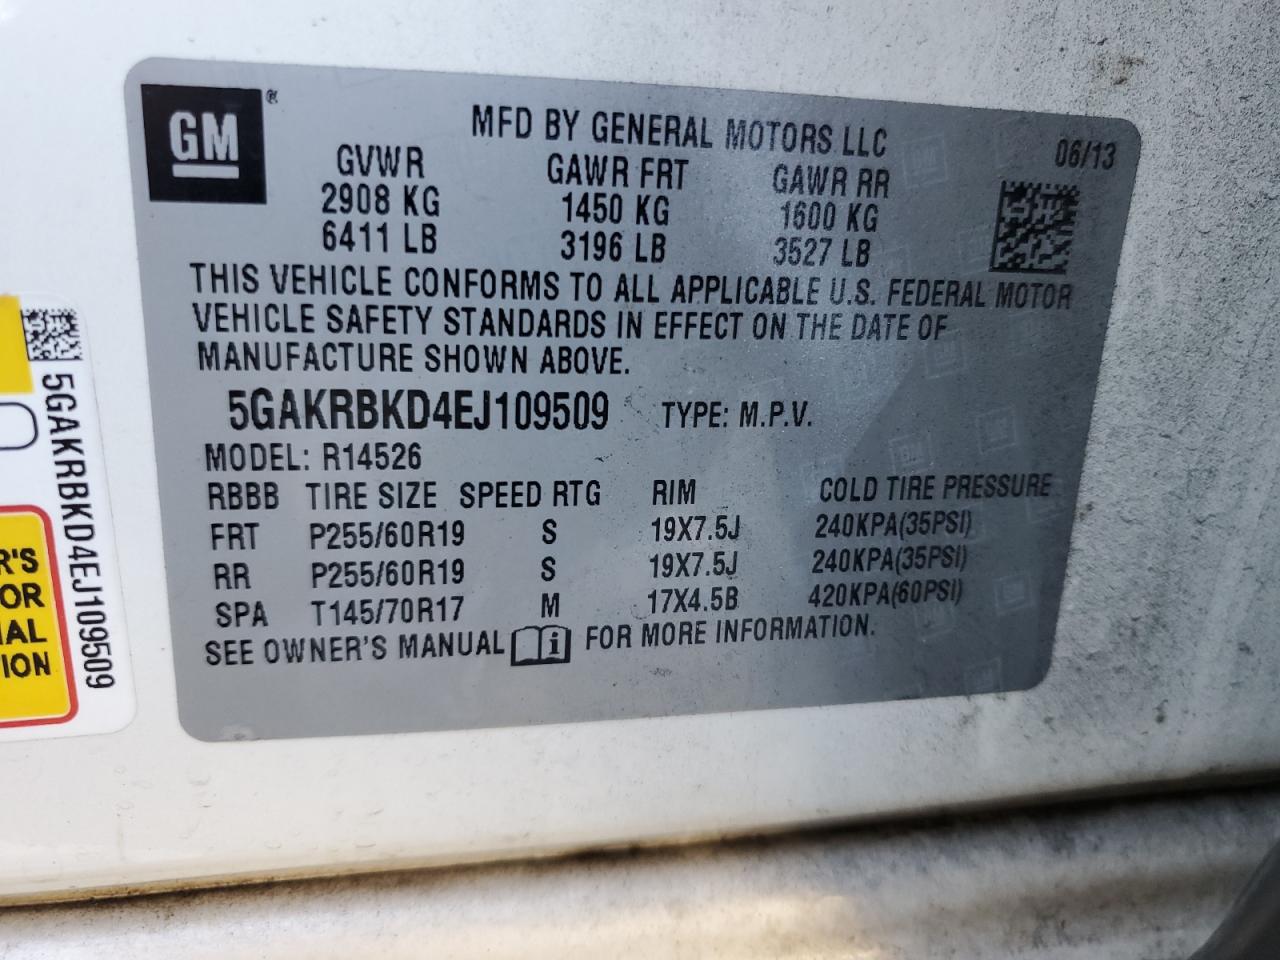 GM ®
MFD BY GENERAL MOTORS LLC
06/13
GVWR GAWR FRT GAWR RR
2908 KG 1450 KG 1600 KG
6411 LB 3196 LB 3527 LB
THIS VEHICLE CONFORMS TO ALL APPLICABLE U.S. FEDERAL MOTOR
VEHICLE SAFETY STANDARDS IN EFFECT ON THE DATE OF
MANUFACTURE SHOWN ABOVE.
5GAKRBKD4EJ109509 TYPE: M.P.V.
MODEL: R14526
RBBB TIRE SIZE SPEED RTG RIM COLD TIRE PRESSURE
FRT P255/60R19 S 19X7.5J 240KPA(35PSI)
RR P255/60R19 S 19X7.5J 240KPA(35PSI)
SPA T145/70R17 M 17X4.5B 420KPA(60PSI)
SEE OWNER'S MANUAL i FOR MORE INFORMATION.
5GAKRBKD4EJ109509
R'S
OR
IAL
ION